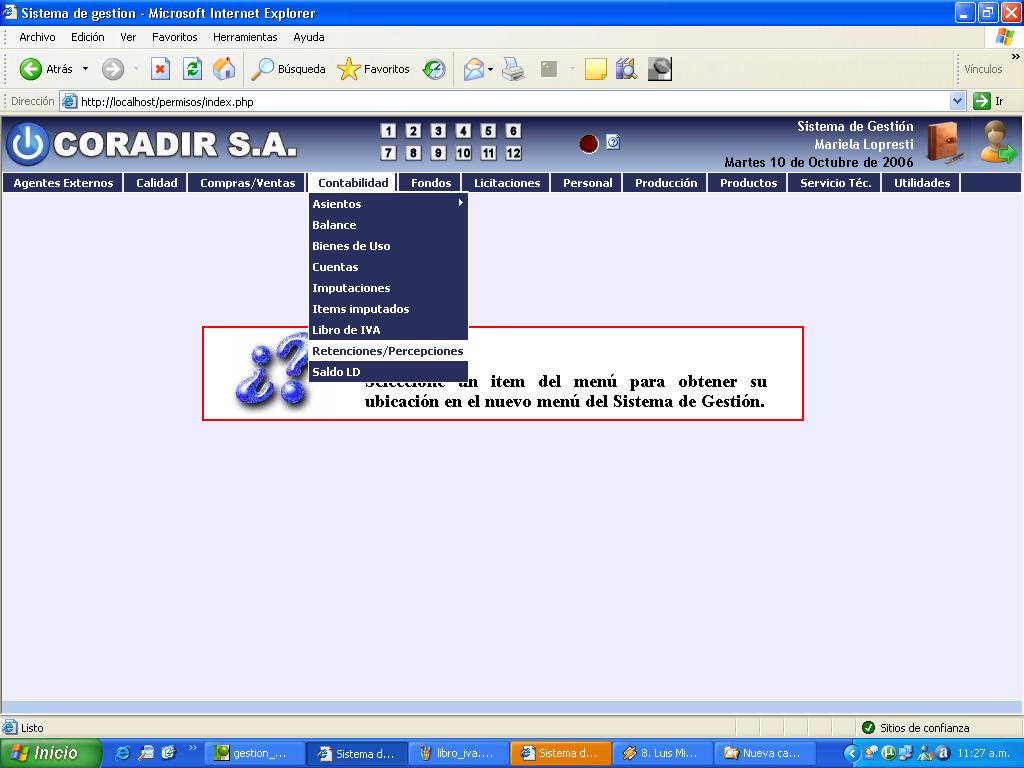 Sistema de gestion - Microsoft Internet Explorer
Archivo Edición Ver Favoritos Herramientas Ayuda
Atrás Búsqueda Favoritos Vínculos »
Dirección http://localhost/permisos/index.php Ir
CORADIR S.A.
1 2 3 4 5 6
7 8 9 10 11 12
Sistema de Gestión
Mariela Lopresti
Martes 10 de Octubre de 2006
Agentes Externos Calidad Compras/Ventas Contabilidad Fondos Licitaciones Personal Producción Productos Servicio Téc. Utilidades
Asientos
Balance
Bienes de Uso
Cuentas
Imputaciones
Items imputados
Libro de IVA
Retenciones/Percepciones
Saldo LD
¿?
Seleccione un item del menú para obtener su
ubicación en el nuevo menú del Sistema de Gestión.
Listo Sitios de confianza
Inicio » gestion_... Sistema d... libro_iva.... Sistema d... 8. Luis Mi... Nueva ca... 11:27 a.m.